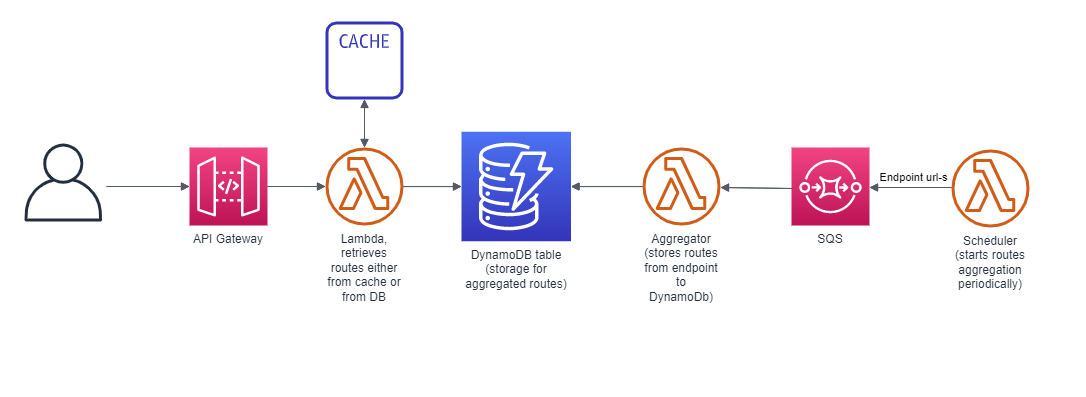 CACHE
API Gateway
Lambda,
retrieves
routes either
from cache or
from DB
DynamoDB table
(storage for
aggregated routes)
Aggregator
(stores routes
from endpoint
to
DynamoDb)
SQS
Endpoint url-s
Scheduler
(starts routes
aggregation
periodically)